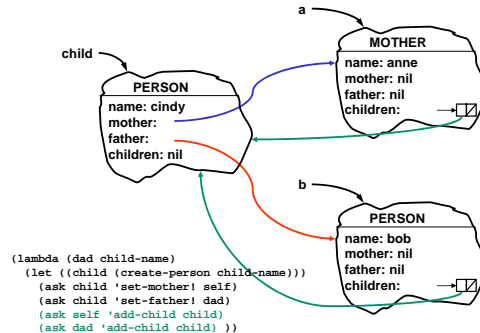 a
MOTHER
name: anne
mother: nil
father: nil
children:
child
PERSON
name: cindy
mother:
father:
children: nil
b
PERSON
name: bob
mother: nil
father: nil
children:
(lambda (dad child-name)
(let ((child (create-person child-name)))
(ask child 'set-mother! self)
(ask child 'set-father! dad)
(ask self 'add-child child)
(ask dad 'add-child child) ))